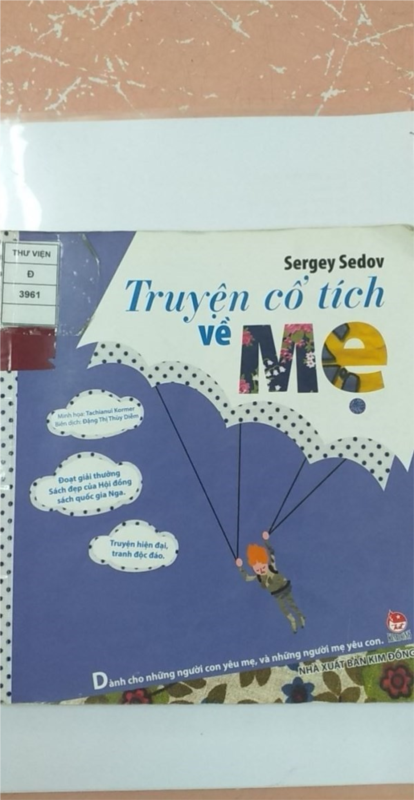 THƯ VIỆN
Đ
3961
Sergey Sedov
Truyện cổ tích
về Mẹ
Minh họa: Tachianul Kormer
Biên dịch: Đặng Thị Thùy Diễm
Đoạt giải thưởng
Sách đẹp của Hội đồng
sách quốc gia Nga.
Truyện hiện đại,
tranh độc đáo.
Dành cho những người con yêu mẹ, và những người mẹ yêu con.
NHÀ XUẤT BẢN KIM ĐỒNG